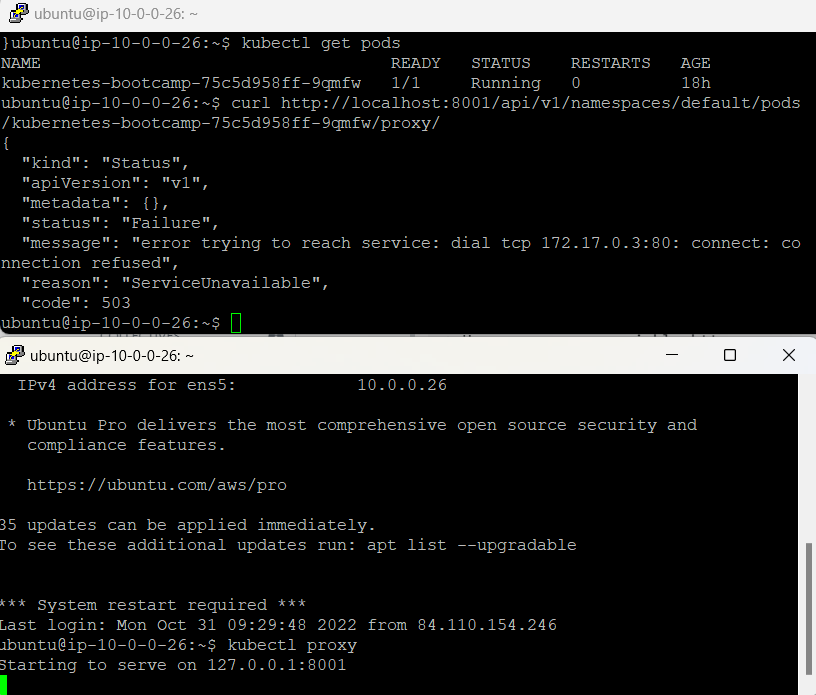 ubuntu@ip-10-0-0-26: ~
}ubuntu@ip-10-0-0-26:~$ kubectl get pods
NAME READY STATUS RESTARTS AGE
kubernetes-bootcamp-75c5d958ff-9qmfw 1/1 Running 0 18h
ubuntu@ip-10-0-0-26:~$ curl http://localhost:8001/api/v1/namespaces/default/pods
/kubernetes-bootcamp-75c5d958ff-9qmfw/proxy/
{
"kind": "Status",
"apiVersion": "v1",
"metadata": {},
"status": "Failure",
"message": "error trying to reach service: dial tcp 172.17.0.3:80: connect: co
nnection refused",
"reason": "ServiceUnavailable",
"code": 503
ubuntu@ip-10-0-0-26:~$
ubuntu@ip-10-0-0-26: ~
IPv4 address for ens5: 10.0.0.26
* Ubuntu Pro delivers the most comprehensive open source security and
compliance features.
https://ubuntu.com/aws/pro
35 updates can be applied immediately.
To see these additional updates run: apt list --upgradable
*** System restart required ***
Last login: Mon Oct 31 09:29:48 2022 from 84.110.154.246
ubuntu@ip-10-0-0-26:~$ kubectl proxy
Starting to serve on 127.0.0.1:8001